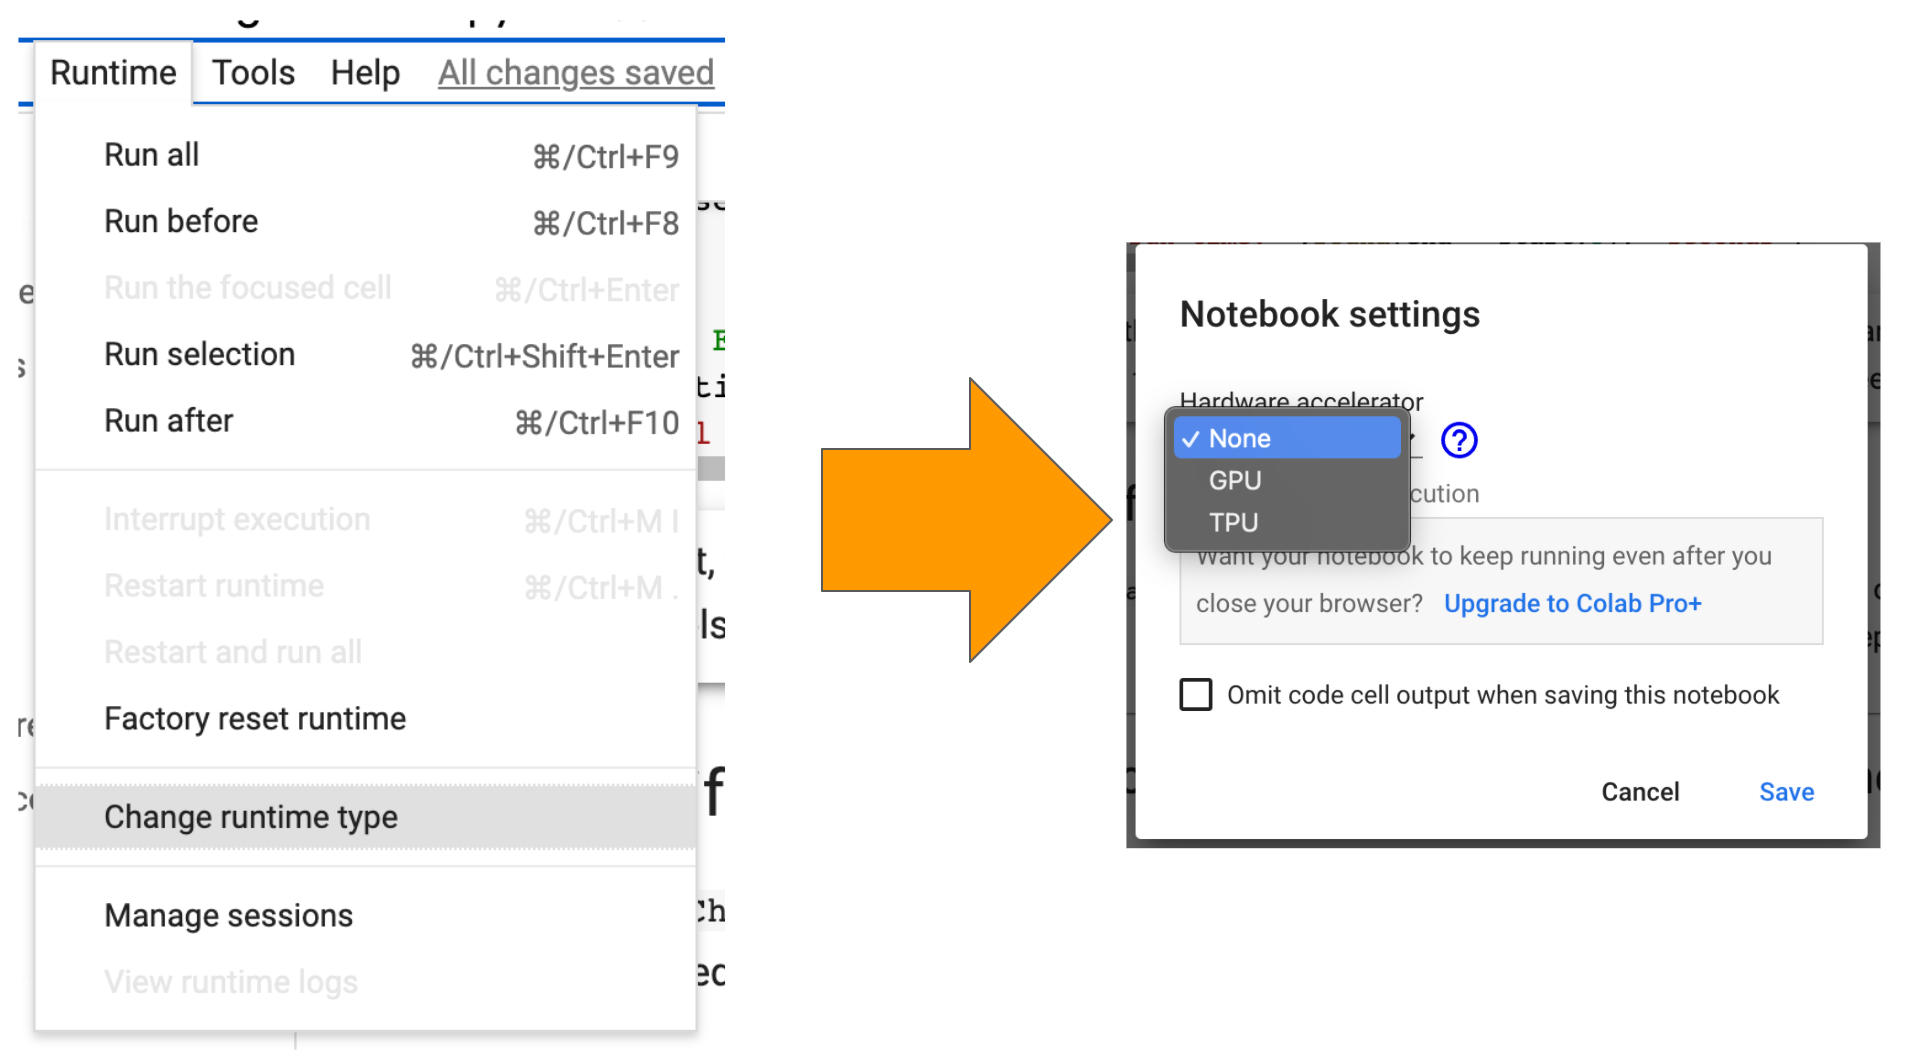 Runtime Tools Help All changes saved
Run all ⌘/Ctrl+F9
Run before ⌘/Ctrl+F8
Run the focused cell ⌘/Ctrl+Enter
Run selection ⌘/Ctrl+Shift+Enter
Run after ⌘/Ctrl+F10
Interrupt execution ⌘/Ctrl+M I
Restart runtime ⌘/Ctrl+M .
Restart and run all
Factory reset runtime
Change runtime type
Manage sessions
View runtime logs
Notebook settings
Hardware accelerator
✓ None
?
GPU
cution
TPU
Want your notebook to keep running even after you
close your browser? Upgrade to Colab Pro+
Omit code cell output when saving this notebook
Cancel Save